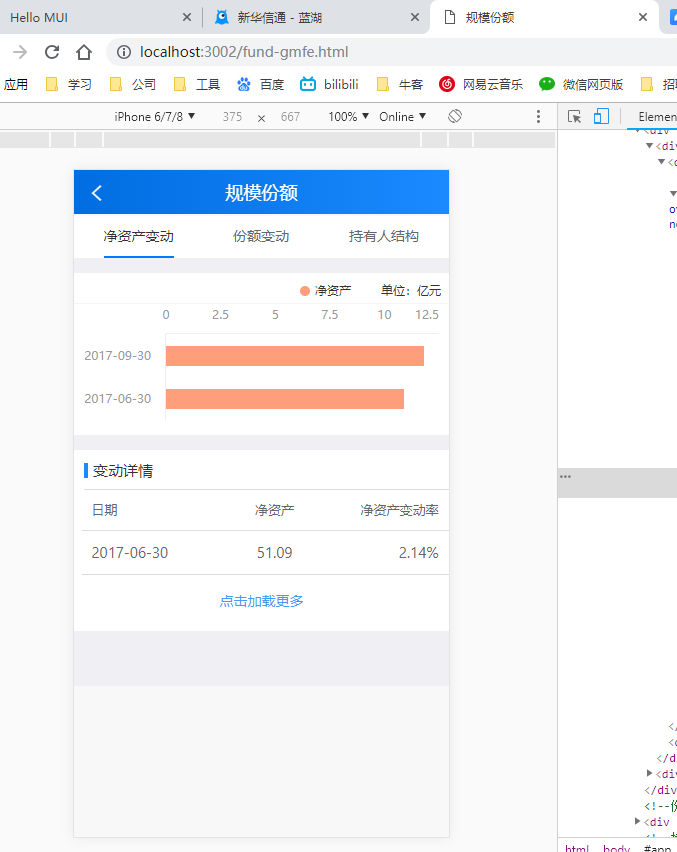 Hello MUI
新华信通 - 蓝湖
规模份额
localhost:3002/fund-gmfe.html
应用 学习 公司 工具 百度 bilibili 牛客 网易云音乐 微信网页版 招
iPhone 6/7/8 ▼ 375 × 667 100% ▼ Online ▼
Elemen
规模份额
净资产变动 份额变动 持有人结构
净资产 单位：亿元
0 2.5 5 7.5 10 12.5
2017-09-30
2017-06-30
变动详情
日期 净资产 净资产变动率
2017-06-30 51.09 2.14%
点击加载更多
<div
<div
<d
ov
no
</
<d
</d
<div
</div
<!--份
<div
html body #app